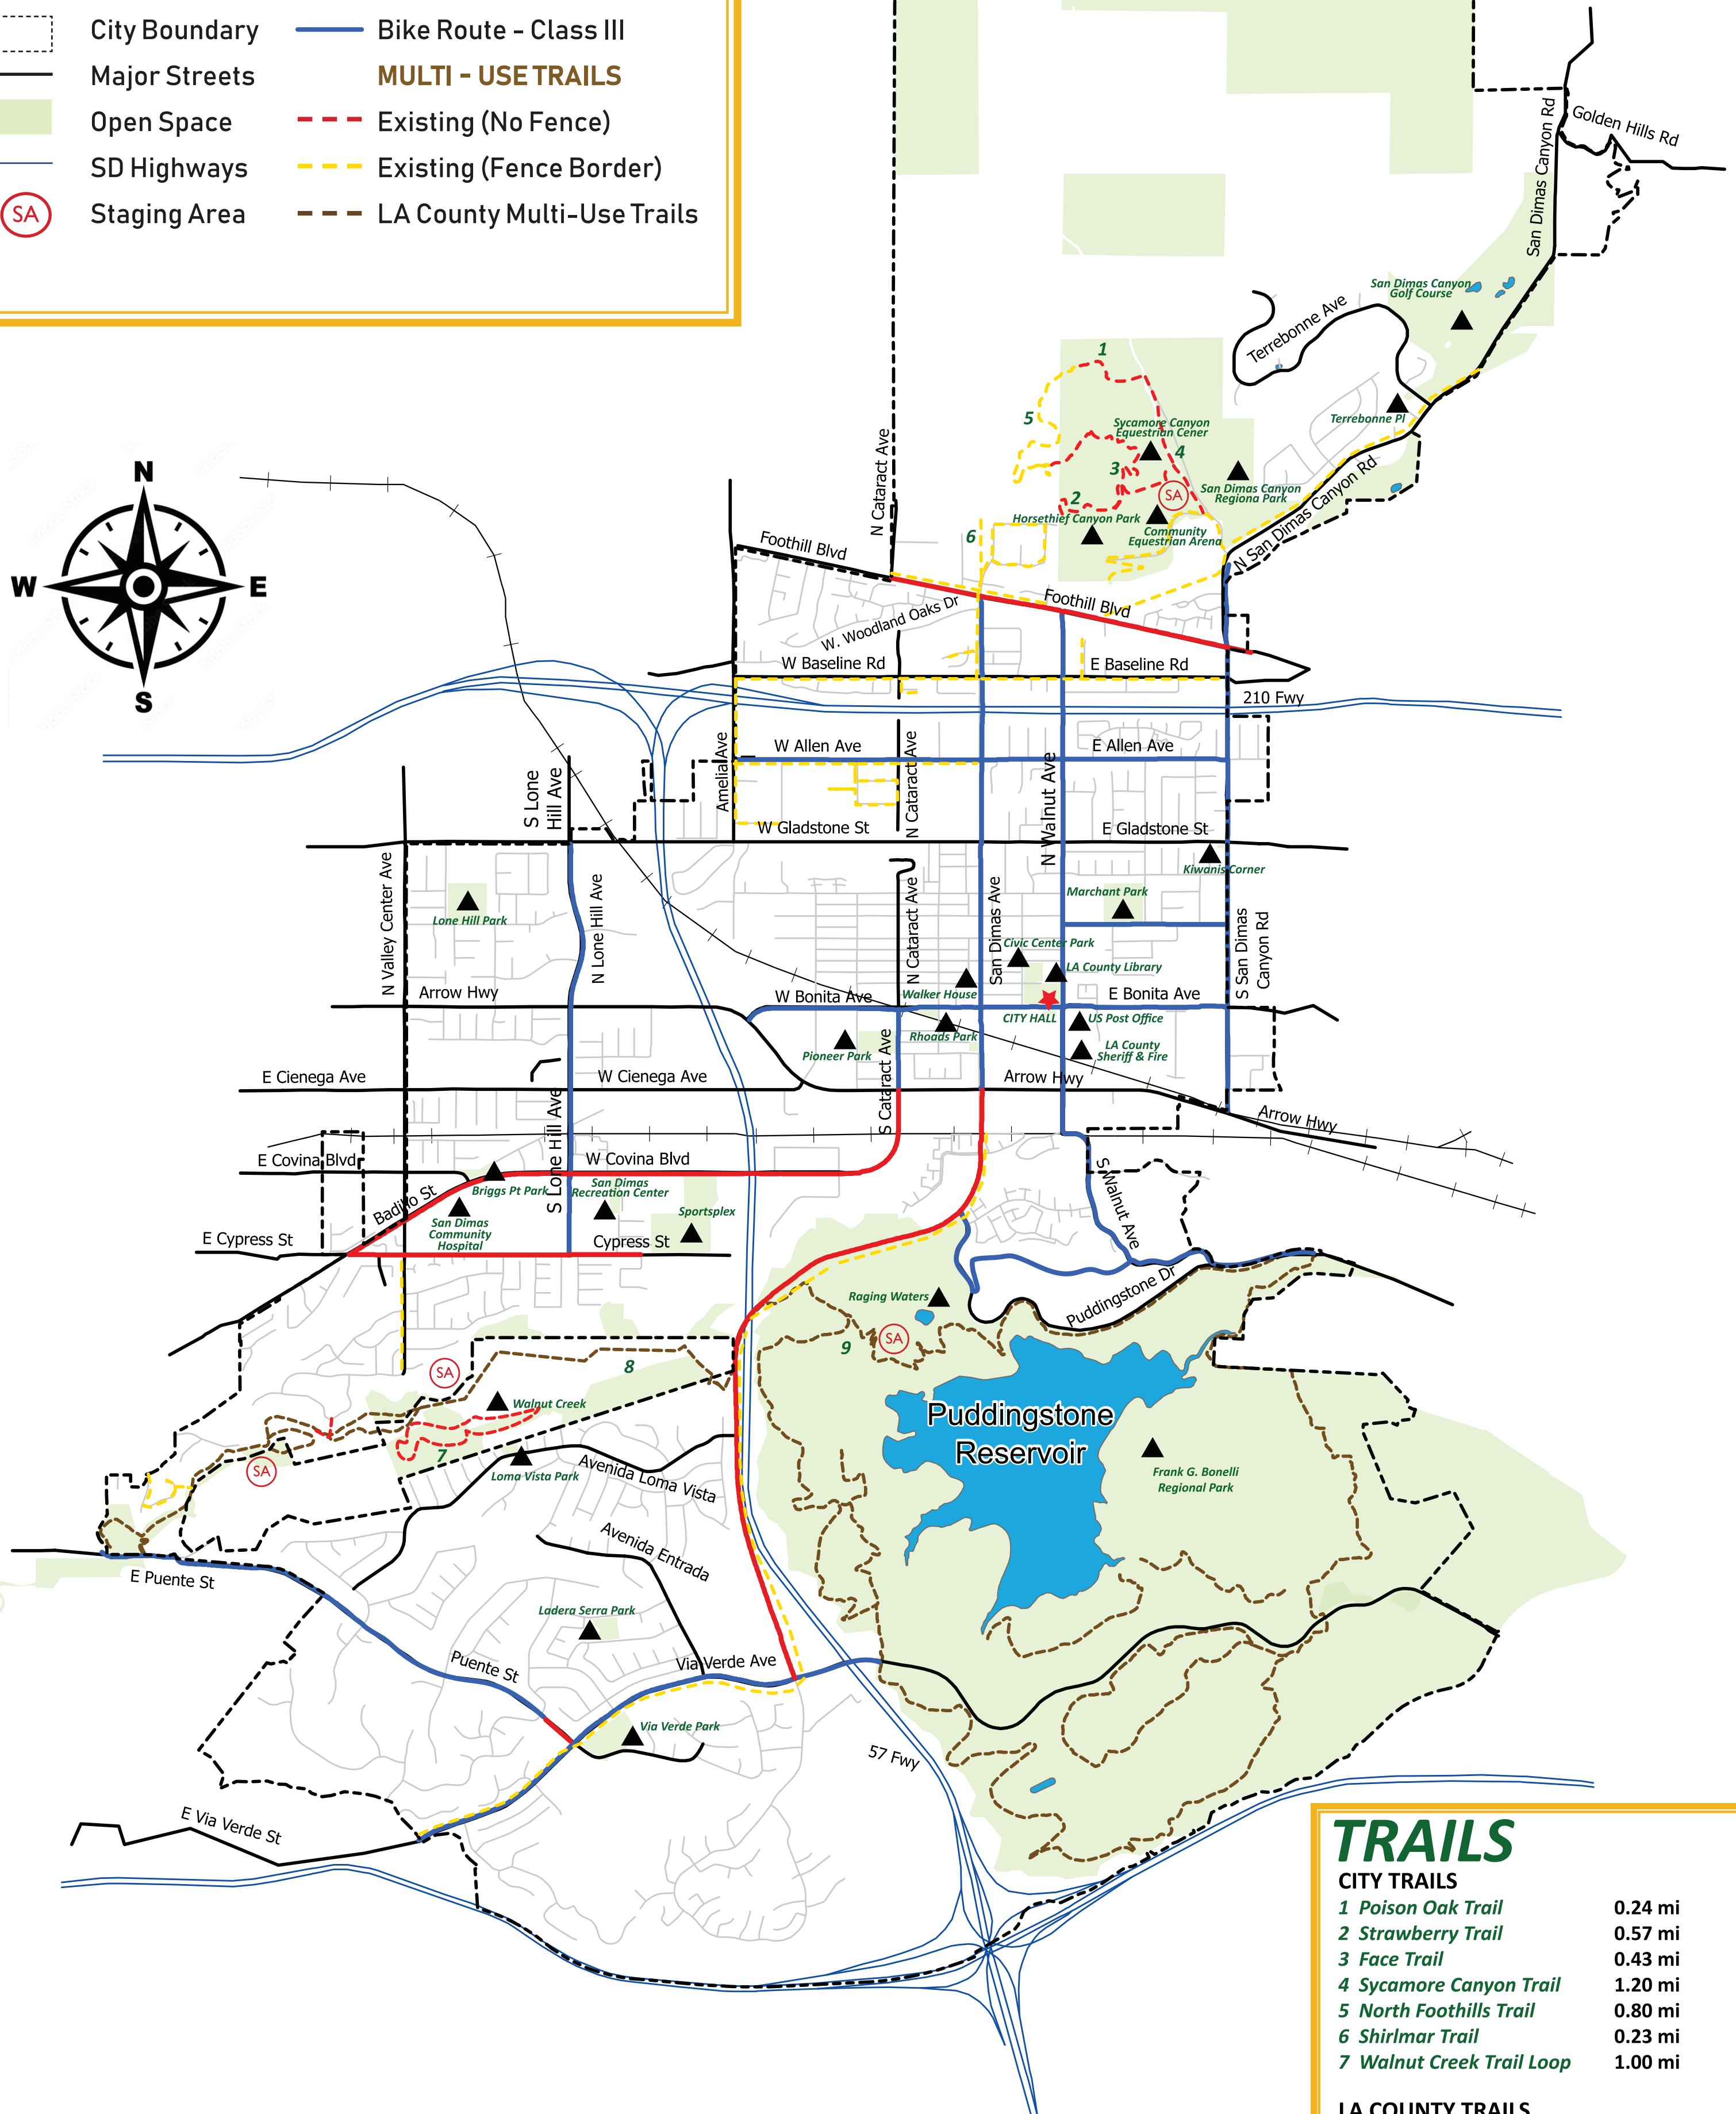 City Boundary
Bike Route - Class III
Major Streets
MULTI - USE TRAILS
Open Space
Existing (No Fence)
SD Highways
Existing (Fence Border)
SA
Staging Area
LA County Multi-Use Trails
Golden Hills Rd
San Dimas Canyon Rd
San Dimas Canyon
Golf Course
Terrebonne Ave
Terrebonne Pl
1
5
Sycamore Canyon
Equestrian Cener
4
3
SA
San Dimas Canyon
Regiona Park
2
Horsethief Canyon Park
Community
Equestrian Arena
N San Dimas Canyon Rd
6
N Cataract Ave
N
W
E
S
Foothill Blvd
Foothill Blvd
W. Woodland Oaks Dr
W Baseline Rd
E Baseline Rd
210 Fwy
W Allen Ave
E Allen Ave
Amelia Ave
N Cataract Ave
N Walnut Ave
S Lone
Hill Ave
W Gladstone St
E Gladstone St
Kiwanis Corner
N Valley Center Ave
Lone Hill Park
N Lone Hill Ave
N Cataract Ave
San Dimas Ave
Marchant Park
S San Dimas
Canyon Rd
Civic Center Park
LA County Library
Walker House
Arrow Hwy
W Bonita Ave
E Bonita Ave
CITY HALL
US Post Office
Rhoads Park
Pioneer Park
LA County
Sheriff & Fire
S Cataract Ave
E Cienega Ave
W Cienega Ave
Arrow Hwy
Arrow Hwy
E Covina Blvd
W Covina Blvd
S Lone Hill Ave
Badillo St
Briggs Pt Park
San Dimas
Recreation Center
San Dimas
Community
Hospital
Sportsplex
E Cypress St
Cypress St
S Walnut Ave
Puddingstone Dr
Raging Waters
SA
9
8
SA
Walnut Creek
Puddingstone
Reservoir
7
SA
Loma Vista Park
Avenida Loma Vista
Frank G. Bonelli
Regional Park
Avenida Entrada
E Puente St
Ladera Serra Park
Puente St
Via Verde Ave
Via Verde Park
57 Fwy
E Via Verde St
TRAILS
CITY TRAILS
1 Poison Oak Trail 0.24 mi
2 Strawberry Trail 0.57 mi
3 Face Trail 0.43 mi
4 Sycamore Canyon Trail 1.20 mi
5 North Foothills Trail 0.80 mi
6 Shirlmar Trail 0.23 mi
7 Walnut Creek Trail Loop 1.00 mi
LA COUNTY TRAILS